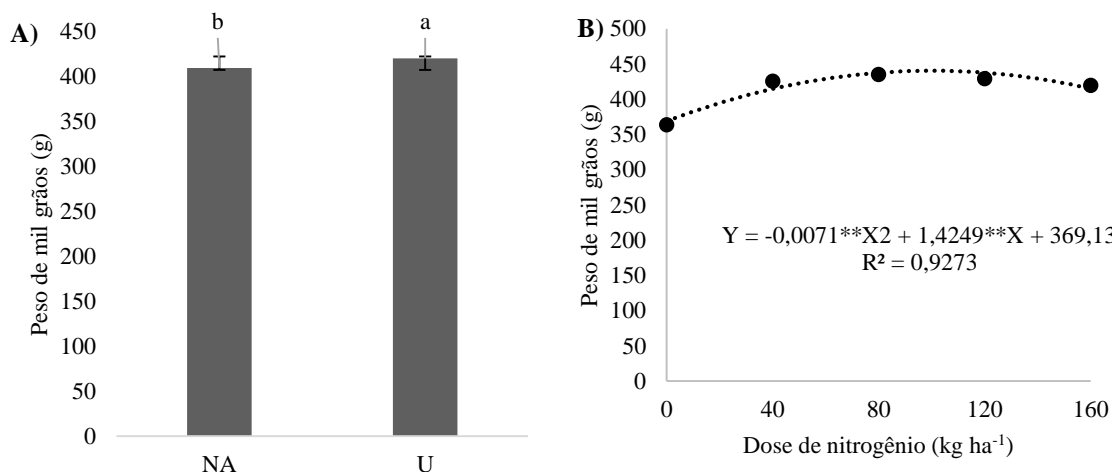 A)
b
a
450
400
350
300
250
200
150
100
50
0
Peso de mil grãos (g)
NA
U
B)
500
450
400
350
300
250
200
150
100
50
0
Peso de mil grãos (g)
Y = -0,0071**X2 + 1,4249**X + 369,13
R² = 0,9273
0 40 80 120 160
Dose de nitrogênio (kg ha⁻¹)